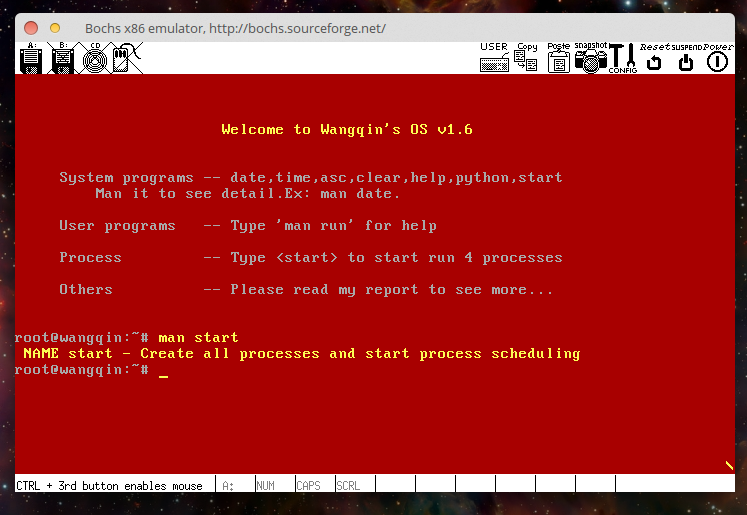 Bochs x86 emulator, http://bochs.sourceforge.net/
A: B: CD USER Copy Paste snapshot CONFIG Reset SUSPEND Power
Welcome to Wangqin's OS v1.6
System programs -- date,time,asc,clear,help,python,start
Man it to see detail.Ex: man date.
User programs -- Type 'man run' for help
Process -- Type <start> to start run 4 processes
Others -- Please read my report to see more...
root@wangqin:~# man start
NAME start - Create all processes and start process scheduling
root@wangqin:~# _
CTRL + 3rd button enables mouse A: NUM CAPS SCRL